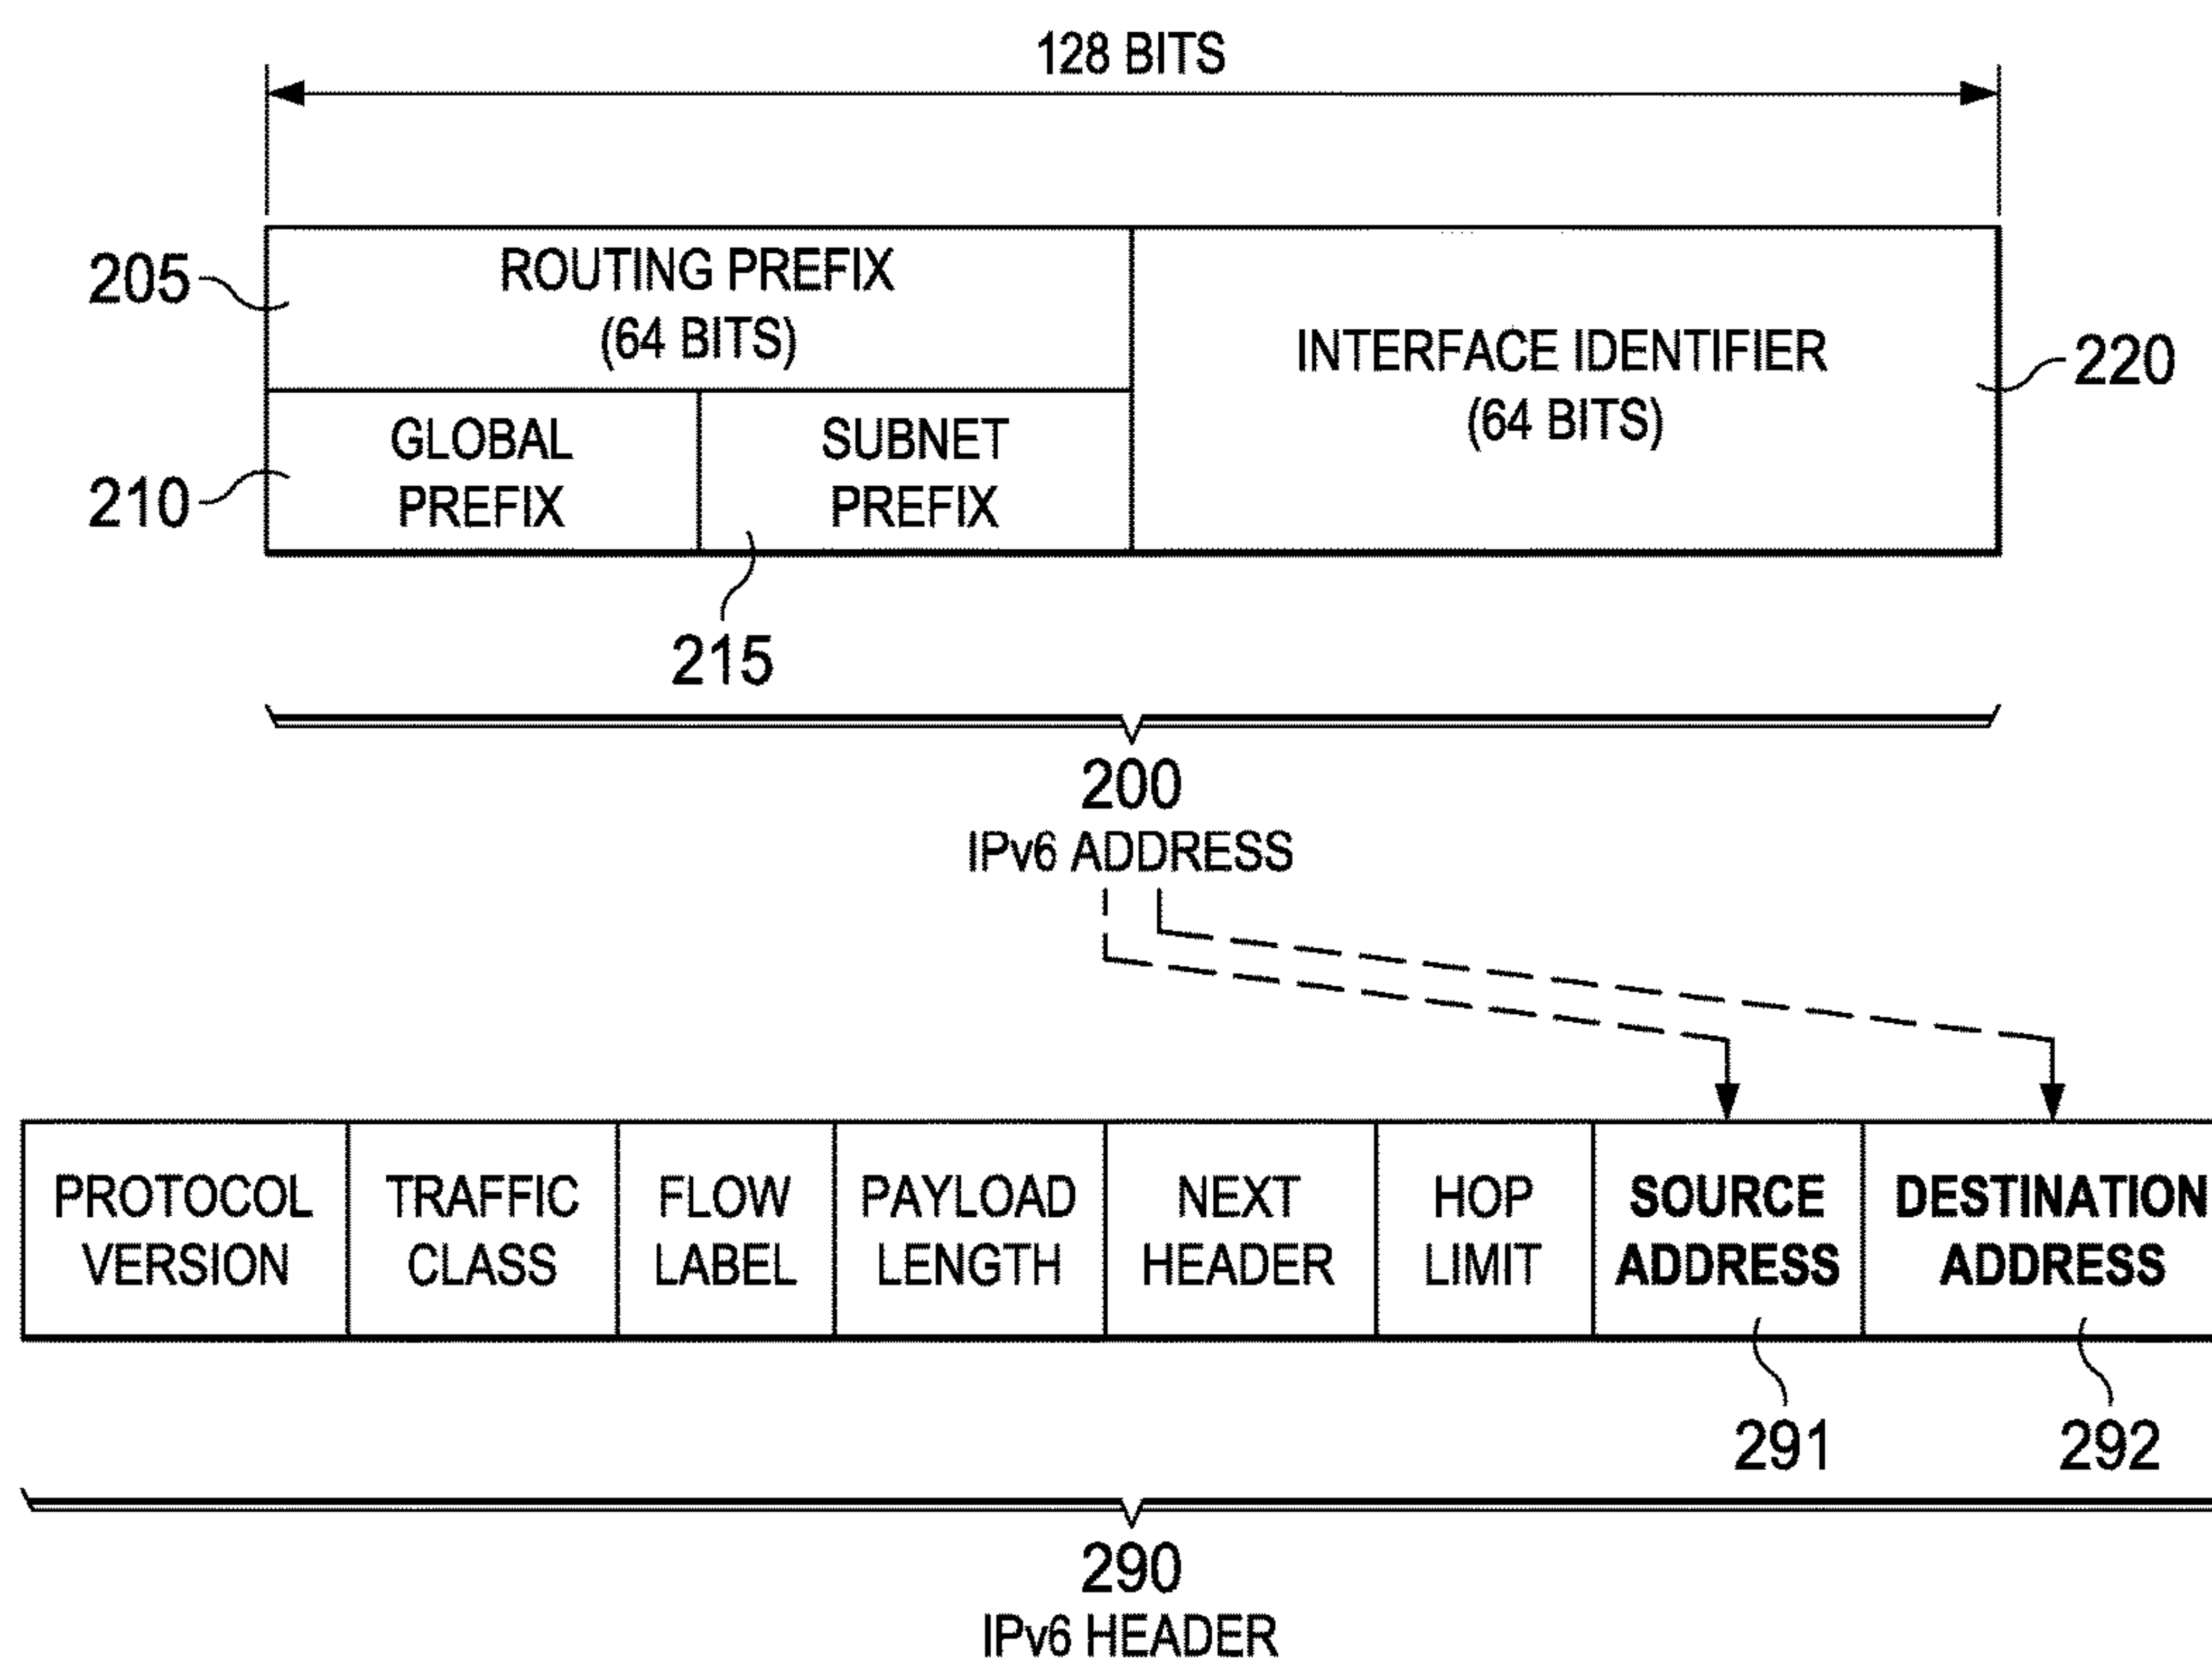 128 BITS
205
ROUTING PREFIX
(64 BITS)
INTERFACE IDENTIFIER
(64 BITS)
220
210
GLOBAL
PREFIX
SUBNET
PREFIX
215
200
IPv6 ADDRESS
PROTOCOL
VERSION
TRAFFIC
CLASS
FLOW
LABEL
PAYLOAD
LENGTH
NEXT
HEADER
HOP
LIMIT
SOURCE
ADDRESS
DESTINATION
ADDRESS
291
292
290
IPv6 HEADER